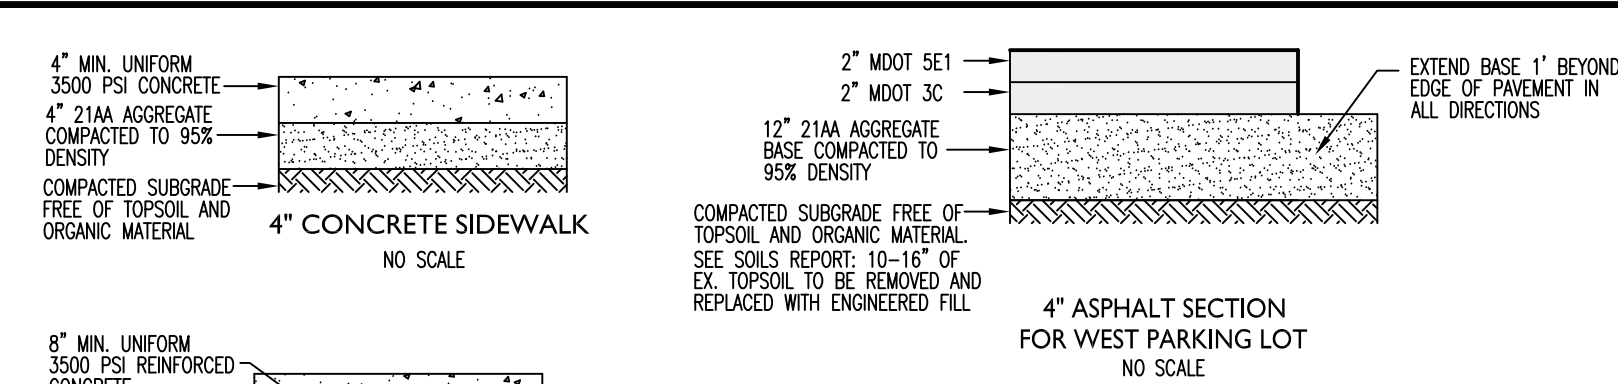 4" MIN. UNIFORM
3500 PSI CONCRETE
4" 21AA AGGREGATE
COMPACTED TO 95%
DENSITY
COMPACTED SUBGRADE
FREE OF TOPSOIL AND
ORGANIC MATERIAL
4" CONCRETE SIDEWALK
NO SCALE
2" MDOT 5E1
2" MDOT 3C
12" 21AA AGGREGATE
BASE COMPACTED TO
95% DENSITY
COMPACTED SUBGRADE FREE OF
TOPSOIL AND ORGANIC MATERIAL.
SEE SOILS REPORT: 10-16" OF
EX. TOPSOIL TO BE REMOVED AND
REPLACED WITH ENGINEERED FILL
EXTEND BASE 1' BEYOND
EDGE OF PAVEMENT IN
ALL DIRECTIONS
4" ASPHALT SECTION
FOR WEST PARKING LOT
NO SCALE
8" MIN. UNIFORM
3500 PSI REINFORCED
CONCRETE